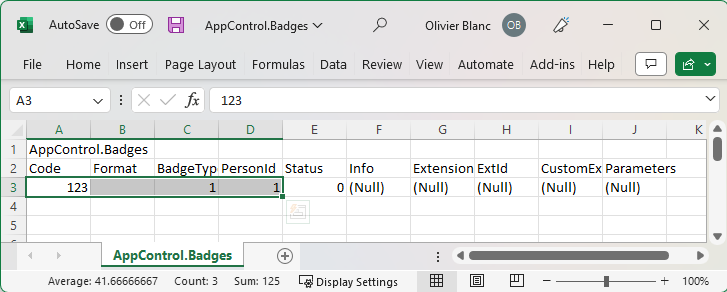 AutoSave Off AppControl.Badges Olivier Blanc OB
File Home Insert Page Layout Formulas Data Review View Automate Add-ins Help
A3 fx 123
A B C D E F G H I J K
1 AppControl.Badges
2 Code Format BadgeTyp PersonId Status Info Extension ExtId CustomEx Parameters
3 123 1 1 0 (Null) (Null) (Null) (Null) (Null)
4
5
AppControl.Badges
Average: 41.66666667 Count: 3 Sum: 125 Display Settings 100%